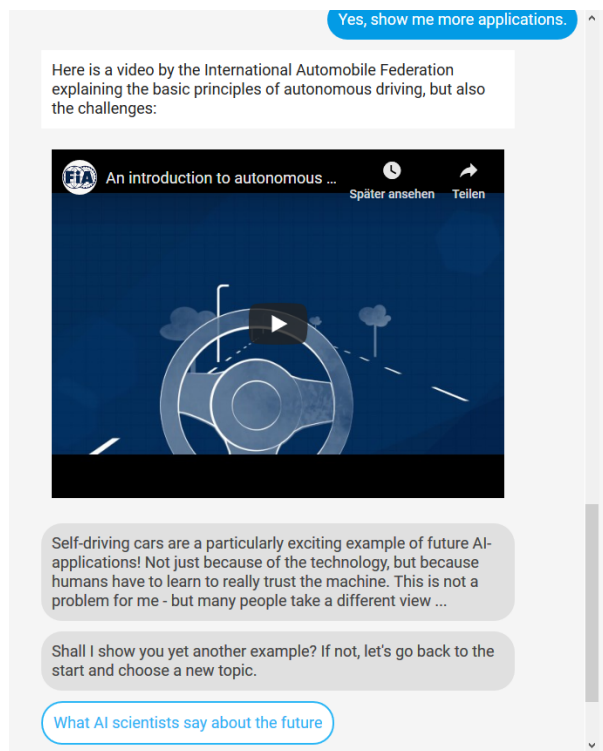 Yes, show me more applications.
Here is a video by the International Automobile Federation
explaining the basic principles of autonomous driving, but also
the challenges:
FiA
An introduction to autonomous ...
Später ansehen
Teilen
Self-driving cars are a particularly exciting example of future AI-
applications! Not just because of the technology, but because
humans have to learn to really trust the machine. This is not a
problem for me - but many people take a different view ...
Shall I show you yet another example? If not, let's go back to the
start and choose a new topic.
What AI scientists say about the future